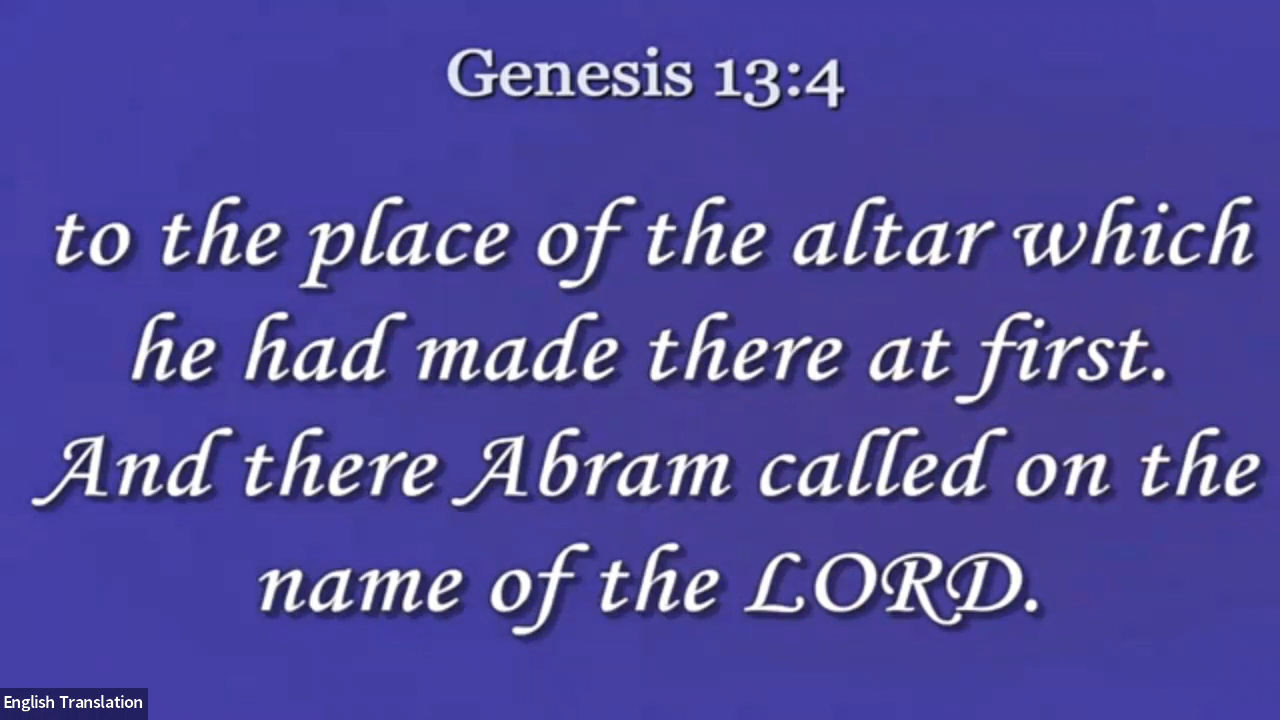 Genesis 13:4
to the place of the altar which
he had made there at first.
And there Abram called on the
name of the LORD.
English Translation